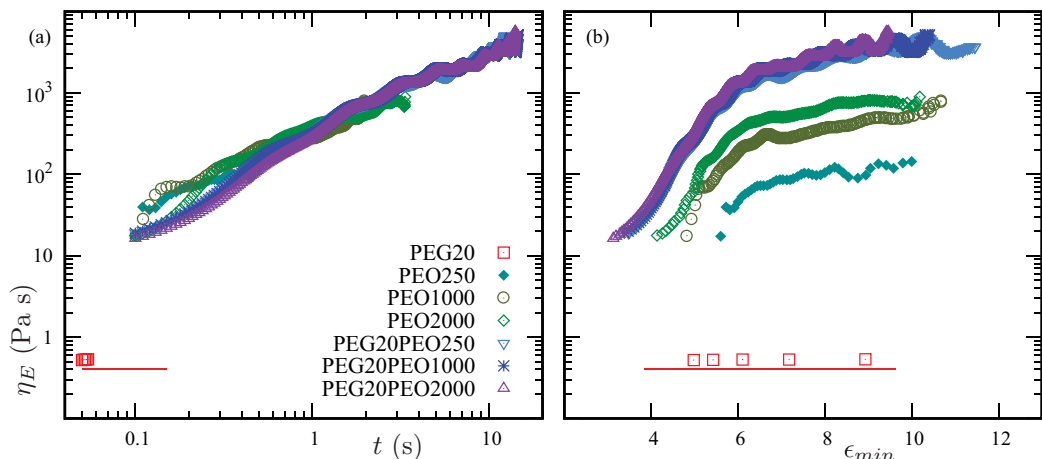 (a)
(b)
10³
10²
10
1
η_E (Pa s)
PEG20
PEO250
PEO1000
PEO2000
PEG20PEO250
PEG20PEO1000
PEG20PEO2000
0.1 1 10
t (s)
4 6 8 10 12
ϵ_min